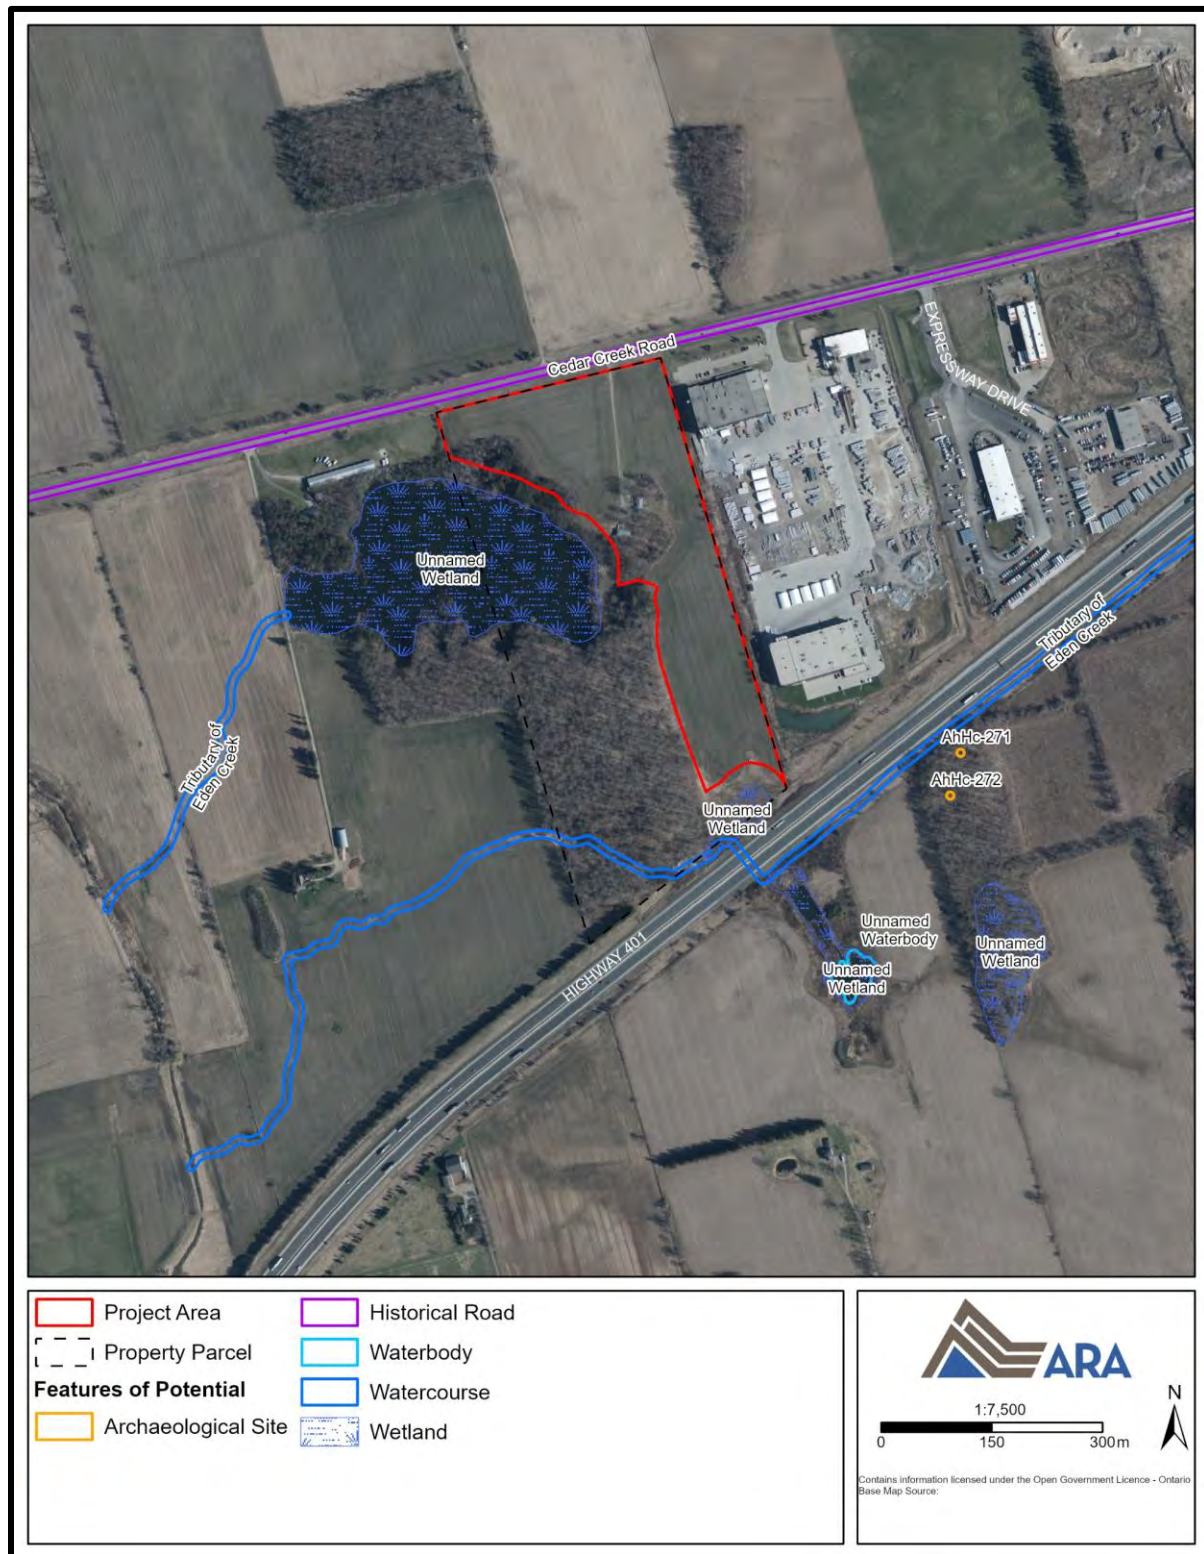 Cedar Creek Road
EXPRESSWAY DRIVE
Unnamed
Wetland
Tributary of
Eden Creek
Tributary of
Eden Creek
AhHc-271
AhHc-272
Unnamed
Wetland
Unnamed
Waterbody
Unnamed
Wetland
Unnamed
Wetland
HIGHWAY 401
Project Area
Property Parcel
Features of Potential
Archaeological Site
Historical Road
Waterbody
Watercourse
Wetland
ARA
N
1:7,500
0 150 300m
Contains information licensed under the Open Government Licence - Ontario
Base Map Source: